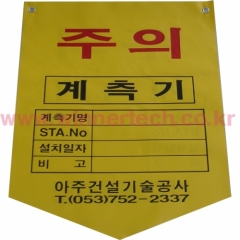 주의
계측기
계측기명
STA.No
설치일자
비 고
아주건설기술공사
T.(053)752-2337